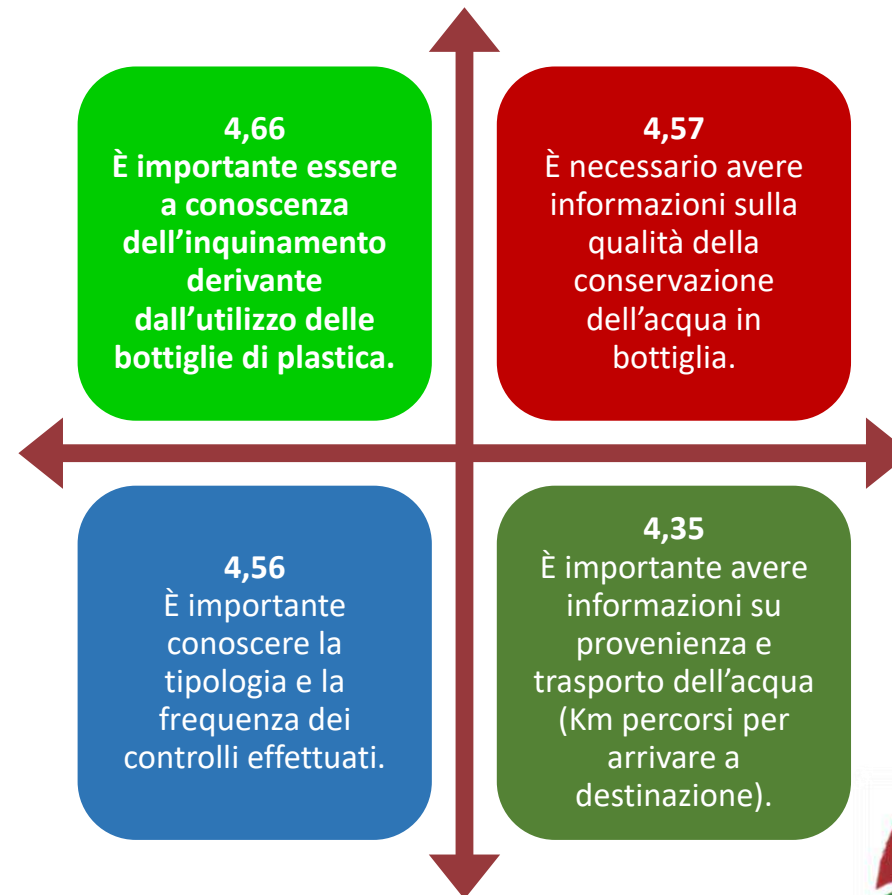 4,66
È importante essere
a conoscenza
dell’inquinamento
derivante
dall’utilizzo delle
bottiglie di plastica.
4,57
È necessario avere
informazioni sulla
qualità della
conservazione
dell’acqua in
bottiglia.
4,56
È importante
conoscere la
tipologia e la
frequenza dei
controlli effettuati.
4,35
È importante avere
informazioni su
provenienza e
trasporto dell’acqua
(Km percorsi per
arrivare a
destinazione).